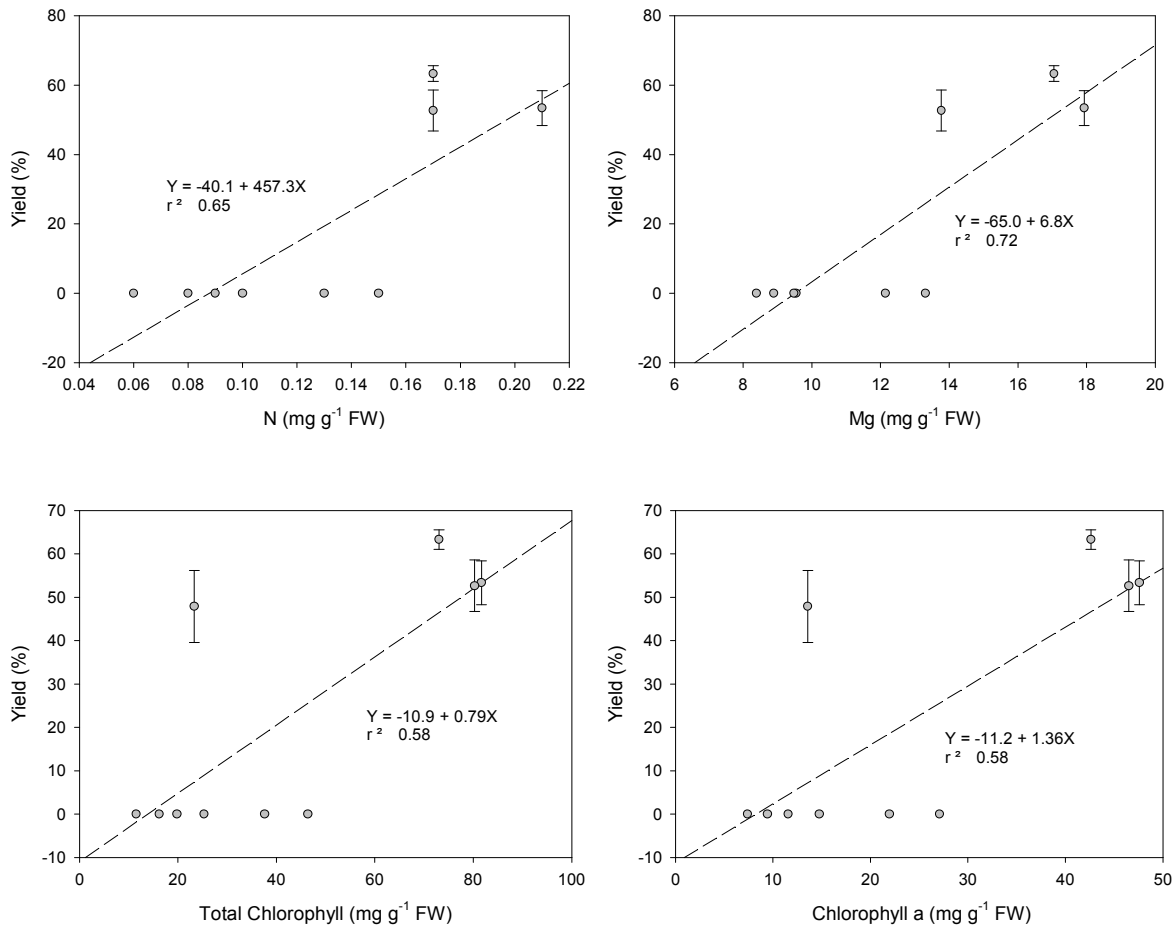 80
60
40
20
0
-20
0.04 0.06 0.08 0.10 0.12 0.14 0.16 0.18 0.20 0.22
Yield (%)
N (mg g⁻¹ FW)
Y = -40.1 + 457.3X
r ² 0.65
80
60
40
20
0
-20
6 8 10 12 14 16 18 20
Yield (%)
Mg (mg g⁻¹ FW)
Y = -65.0 + 6.8X
r ² 0.72
70
60
50
40
30
20
10
0
-10
0 20 40 60 80 100
Yield (%)
Total Chlorophyll (mg g⁻¹ FW)
Y = -10.9 + 0.79X
r ² 0.58
70
60
50
40
30
20
10
0
-10
0 10 20 30 40 50
Yield (%)
Chlorophyll a (mg g⁻¹ FW)
Y = -11.2 + 1.36X
r ² 0.58